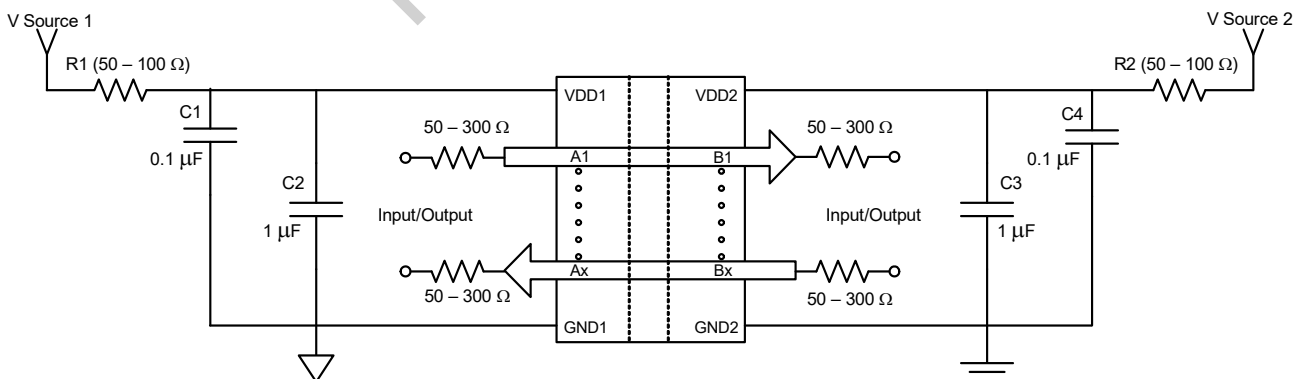 V Source 1
V Source 2
R1 (50 – 100 Ω)
R2 (50 – 100 Ω)
C1
0.1 μF
C2
1 μF
VDD1
VDD2
C4
0.1 μF
C3
1 μF
50 – 300 Ω
50 – 300 Ω
A1
B1
Input/Output
Input/Output
Ax
Bx
50 – 300 Ω
50 – 300 Ω
GND1
GND2